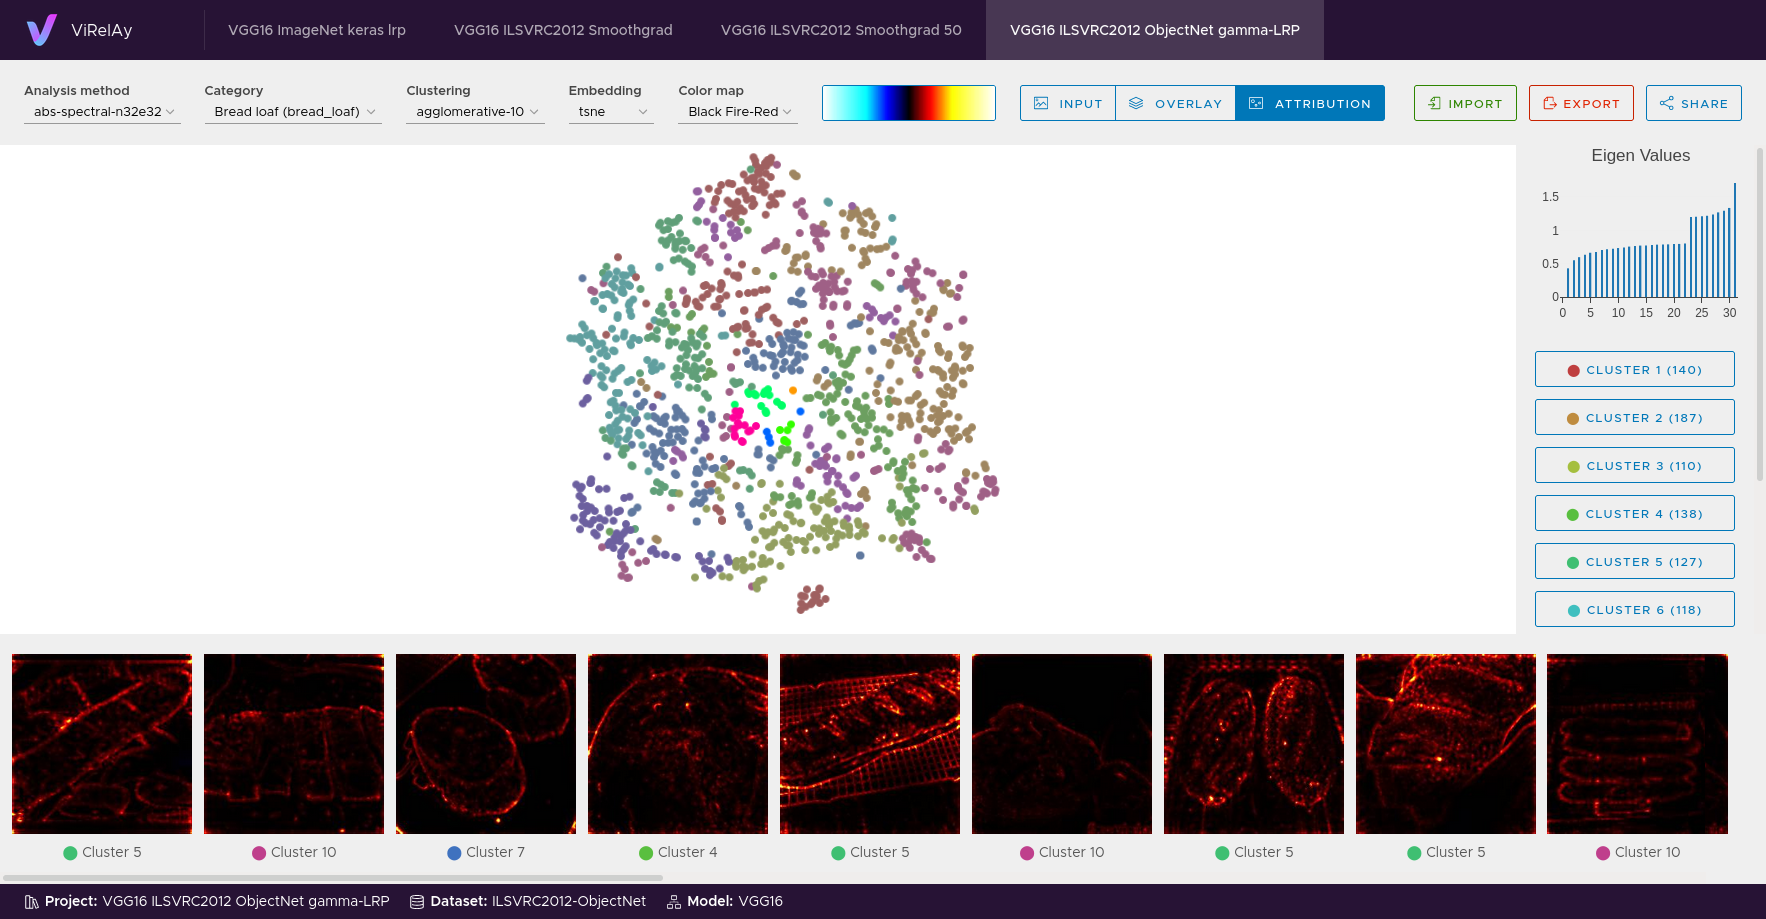 ViRelAy
VGG16 ImageNet keras lrp
VGG16 ILSVRC2012 Smoothgrad
VGG16 ILSVRC2012 Smoothgrad 50
VGG16 ILSVRC2012 ObjectNet gamma-LRP
Analysis method
abs-spectral-n32e32
Category
Bread loaf (bread_loaf)
Clustering
agglomerative-10
Embedding
tsne
Color map
Black Fire-Red
INPUT
OVERLAY
ATTRIBUTION
IMPORT
EXPORT
SHARE
Eigen Values
1.5
1
0.5
0
0 5 10 15 20 25 30
CLUSTER 1 (140)
CLUSTER 2 (187)
CLUSTER 3 (110)
CLUSTER 4 (138)
CLUSTER 5 (127)
CLUSTER 6 (118)
Cluster 5
Cluster 10
Cluster 7
Cluster 4
Cluster 5
Cluster 10
Cluster 5
Cluster 5
Cluster 10
Project: VGG16 ILSVRC2012 ObjectNet gamma-LRP
Dataset: ILSVRC2012-ObjectNet
Model: VGG16